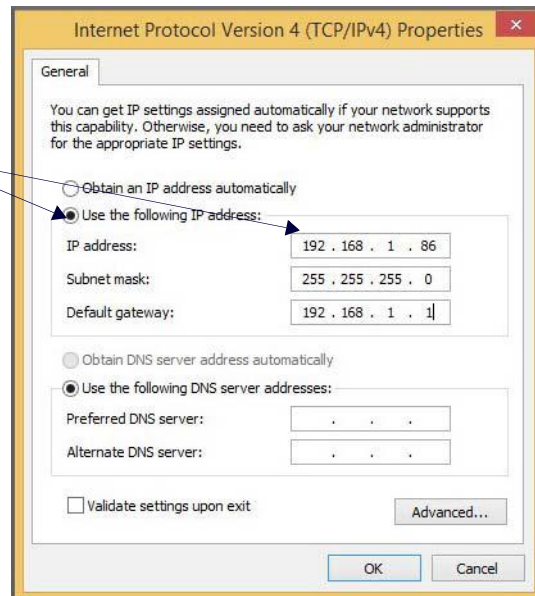 Internet Protocol Version 4 (TCP/IPv4) Properties
General
You can get IP settings assigned automatically if your network supports
this capability. Otherwise, you need to ask your network administrator
for the appropriate IP settings.
Obtain an IP address automatically
Use the following IP address:
IP address: 192 . 168 . 1 . 86
Subnet mask: 255 . 255 . 255 . 0
Default gateway: 192 . 168 . 1 . 1
Obtain DNS server address automatically
Use the following DNS server addresses:
Preferred DNS server: . . .
Alternate DNS server: . . .
Validate settings upon exit
Advanced...
OK Cancel